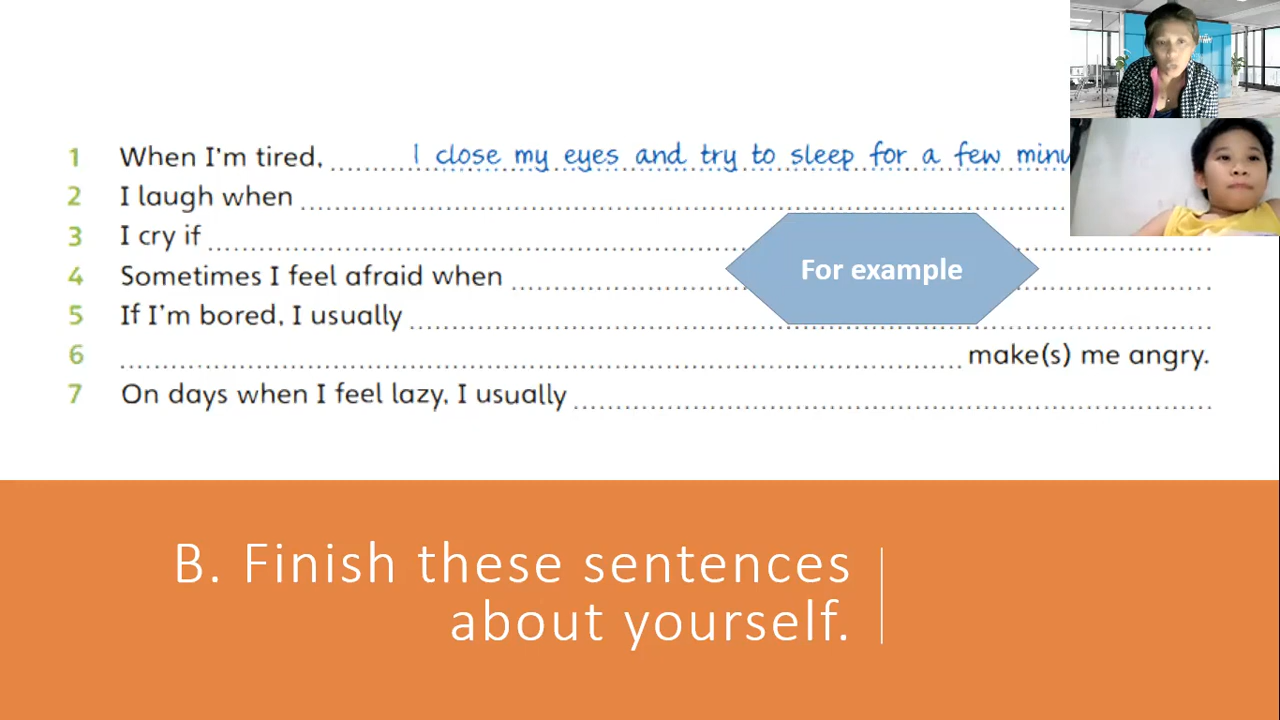 1 When I'm tired, I close my eyes and try to sleep for a few
2 I laugh when
3 I cry if
4 Sometimes I feel afraid when
5 If I'm bored, I usually
6 make(s) me angry.
7 On days when I feel lazy, I usually
For example
B. Finish these sentences
about yourself.